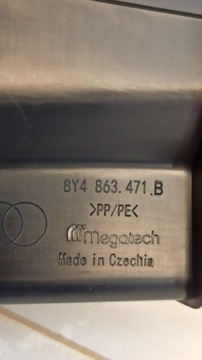 8Y4 863.471.B
>PP/PE<
Megatech
Made in Czechia